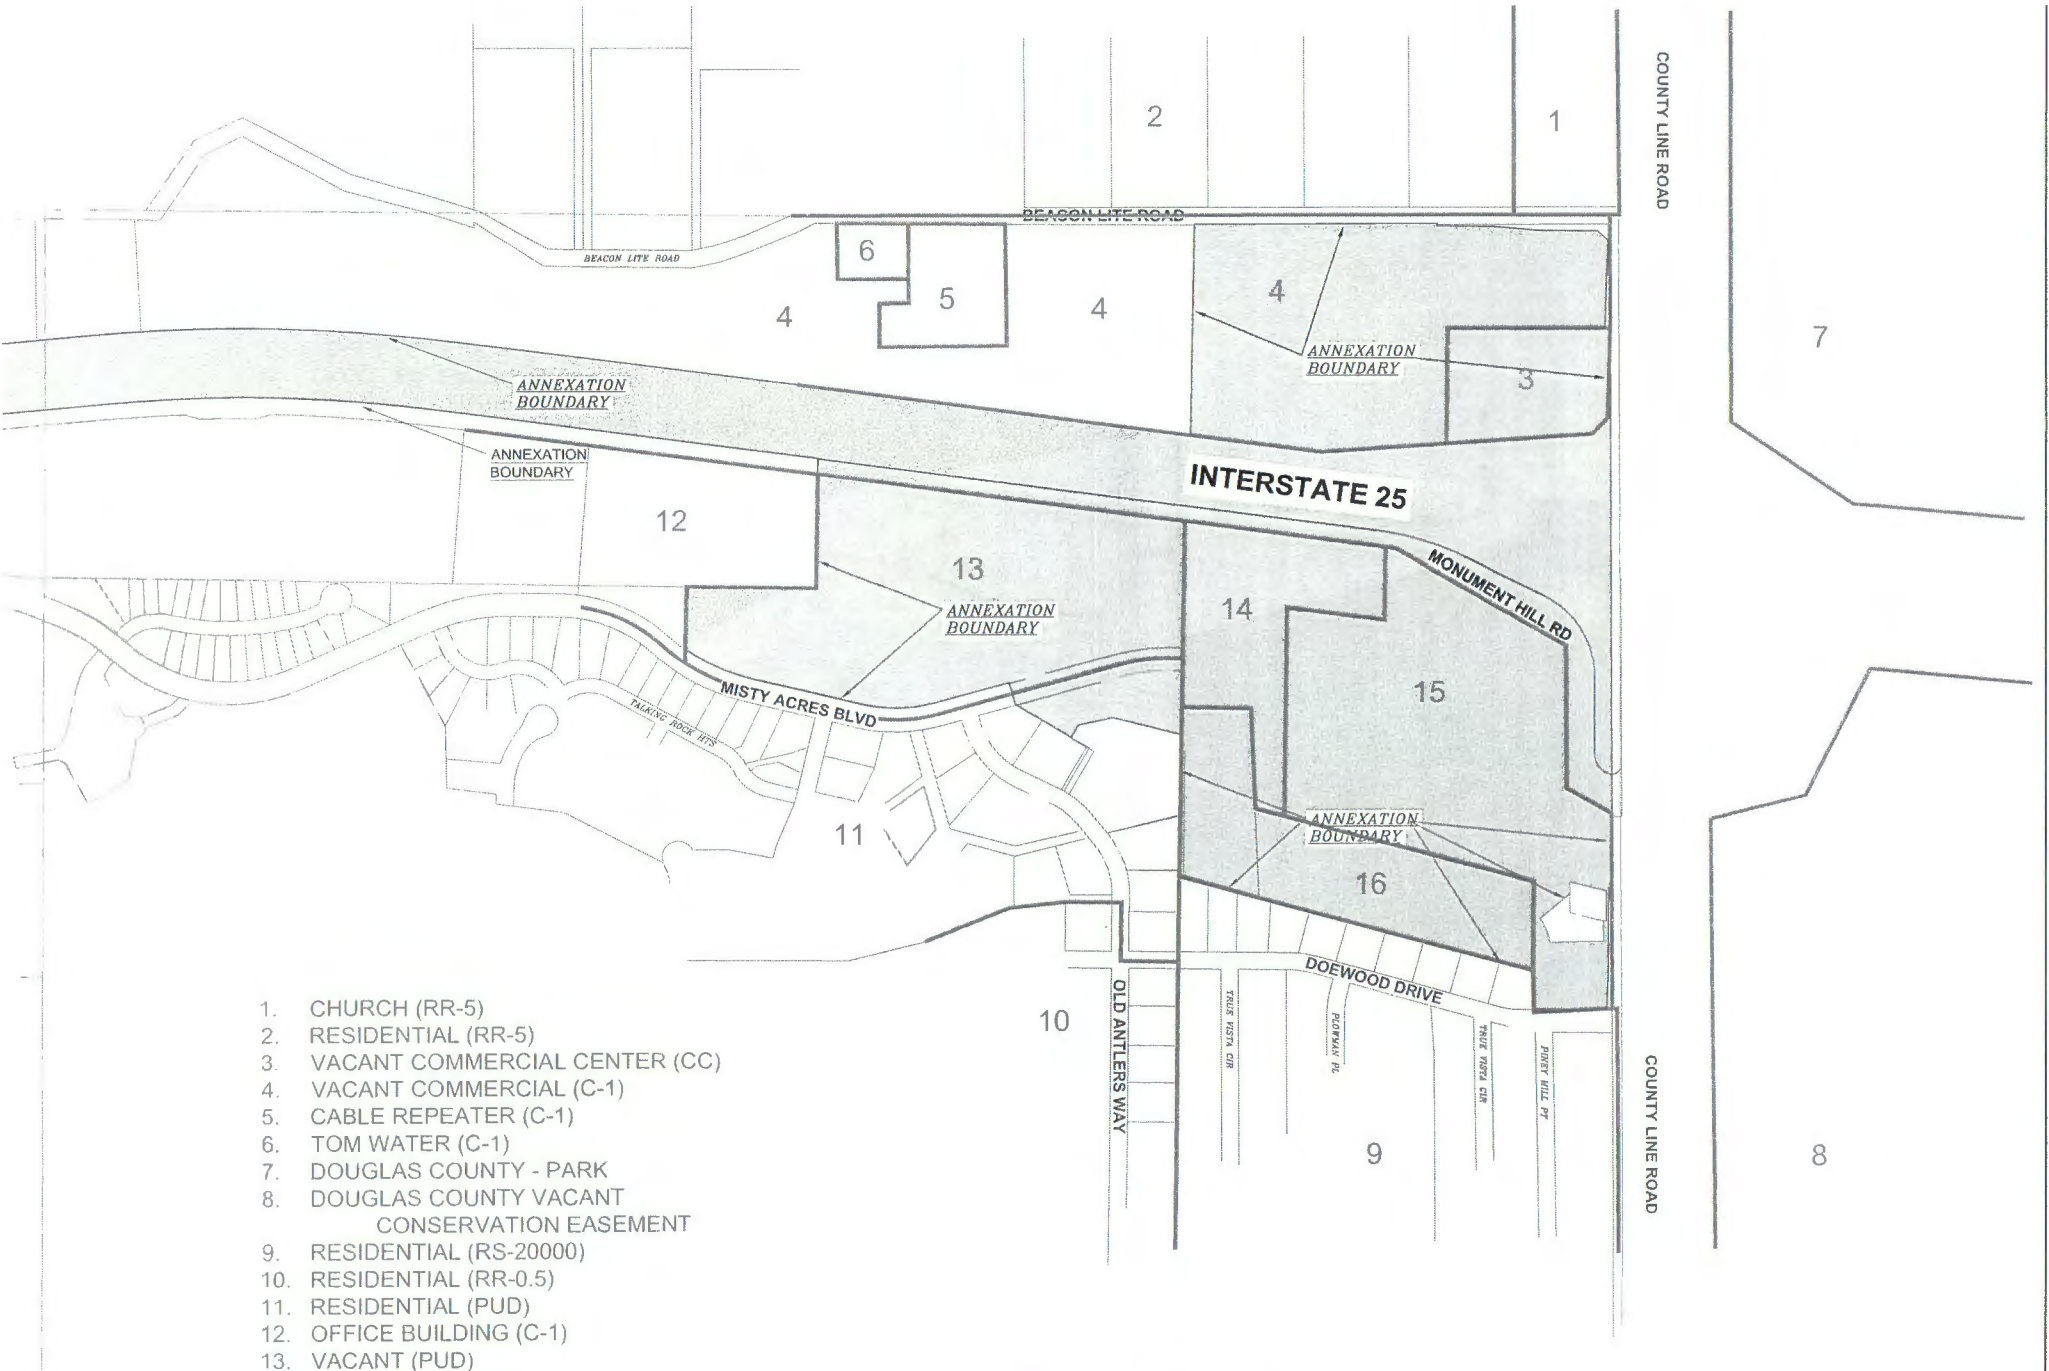 COUNTY LINE ROAD
2
1
BEACON LITE ROAD
BEACON LITE ROAD
6
5
4
4
4
7
ANNEXATION
BOUNDARY
3
ANNEXATION
BOUNDARY
ANNEXATION
BOUNDARY
INTERSTATE 25
12
13
MONUMENT HILL RD
14
ANNEXATION
BOUNDARY
15
MISTY ACRES BLVD
TALKING ROCK HTS
11
ANNEXATION
BOUNDARY
16
DOEWOOD DRIVE
OLD ANTLERS WAY
10
TRUE VISTA CIR
PLOWMAN PL
TRUE VISTA CIR
PINEY HILL PT
9
COUNTY LINE ROAD
8
1. CHURCH (RR-5)
2. RESIDENTIAL (RR-5)
3. VACANT COMMERCIAL CENTER (CC)
4. VACANT COMMERCIAL (C-1)
5. CABLE REPEATER (C-1)
6. TOM WATER (C-1)
7. DOUGLAS COUNTY - PARK
8. DOUGLAS COUNTY VACANT
CONSERVATION EASEMENT
9. RESIDENTIAL (RS-20000)
10. RESIDENTIAL (RR-0.5)
11. RESIDENTIAL (PUD)
12. OFFICE BUILDING (C-1)
13. VACANT (PUD)